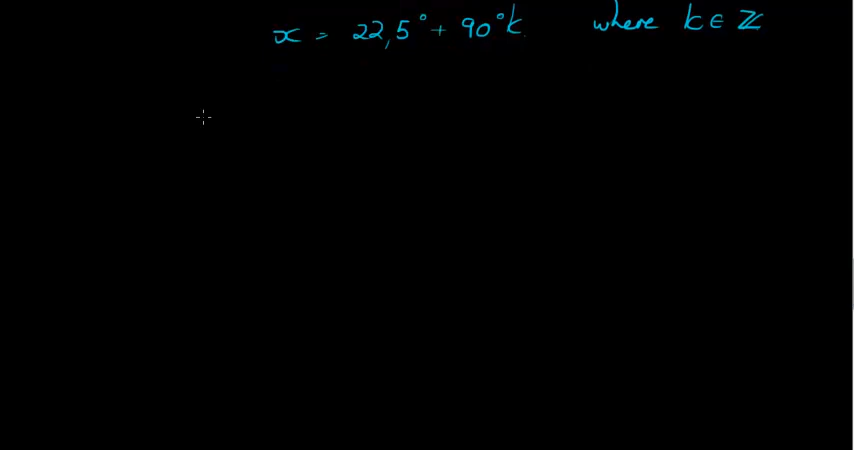 x = 22,5° + 90°k where k ∈ ℤ